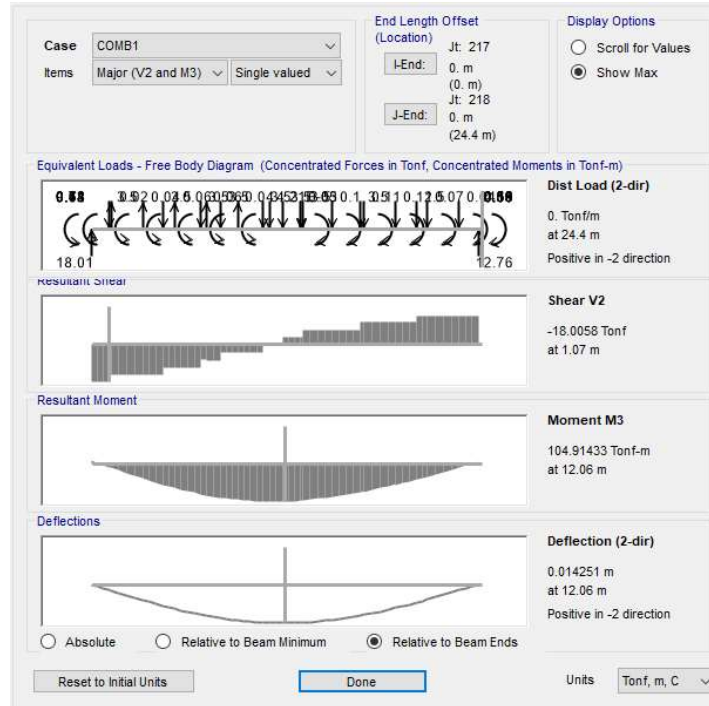 Case COMB1
Items Major (V2 and M3) Single valued
End Length Offset
(Location)
Jt: 217
I-End: 0. m
(0. m)
Jt: 218
J-End: 0. m
(24.4 m)
Display Options
Scroll for Values
Show Max
Equivalent Loads - Free Body Diagram (Concentrated Forces in Tonf, Concentrated Moments in Tonf-m)
18.01
12.76
Dist Load (2-dir)
0. Tonf/m
at 24.4 m
Positive in -2 direction
Resultant Shear
Shear V2
-18.0058 Tonf
at 1.07 m
Resultant Moment
Moment M3
104.91433 Tonf-m
at 12.06 m
Deflections
Deflection (2-dir)
0.014251 m
at 12.06 m
Positive in -2 direction
Absolute Relative to Beam Minimum Relative to Beam Ends
Reset to Initial Units Done Units Tonf, m, C